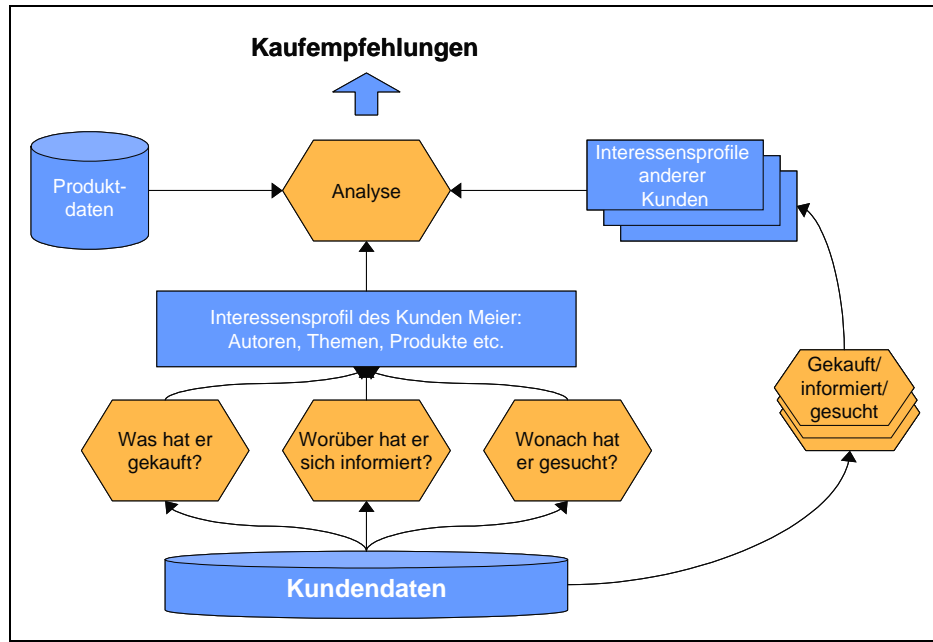 Kaufempfehlungen
Produkt-
daten
Analyse
Interessensprofile
anderer
Kunden
Interessensprofil des Kunden Meier:
Autoren, Themen, Produkte etc.
Gekauft/
informiert/
gesucht
Was hat er
gekauft?
Worüber hat er
sich informiert?
Wonach hat
er gesucht?
Kundendaten